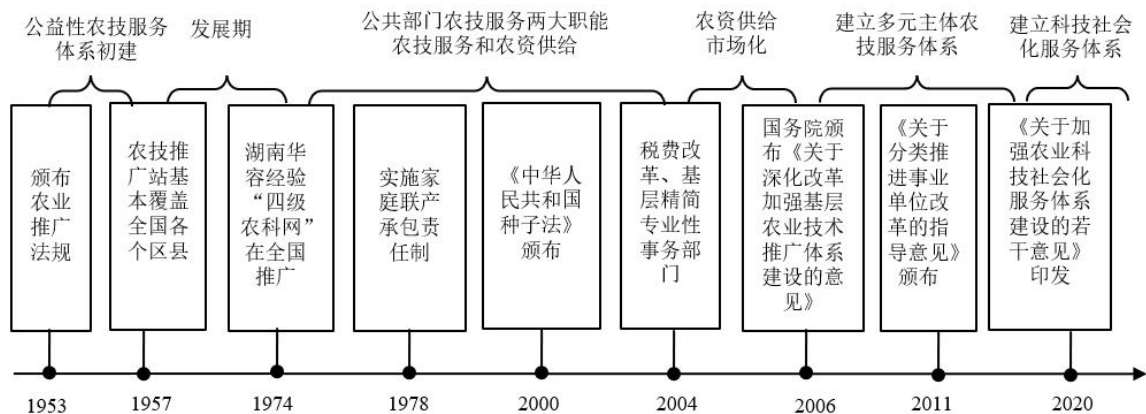 公益性农技服务
体系初建
发展期
公共部门农技服务两大职能
农技服务和农资供给
农资供给
市场化
建立多元主体农
技服务体系
建立科技社会
化服务体系
颁布
农业
推广
法规
农技推
广站基
本覆盖
全国各
个区县
湖南华
容经验
“四级
农科网”
在全国
推广
实施家
庭联产
承包责
任制
《中华人
民共和国
种子法》
颁布
税费改
革、基
层精简
专业性
事务部
门
国务院颁
布《关于
深化改革
加强基层
农业技术
推广体系
建设的意
见》
《关于
分类推
进事业
单位改
革的指
导意见》
颁布
《关于加
强农业科
技社会化
服务体系
建设的若
干意见》
印发
1953
1957
1974
1978
2000
2004
2006
2011
2020